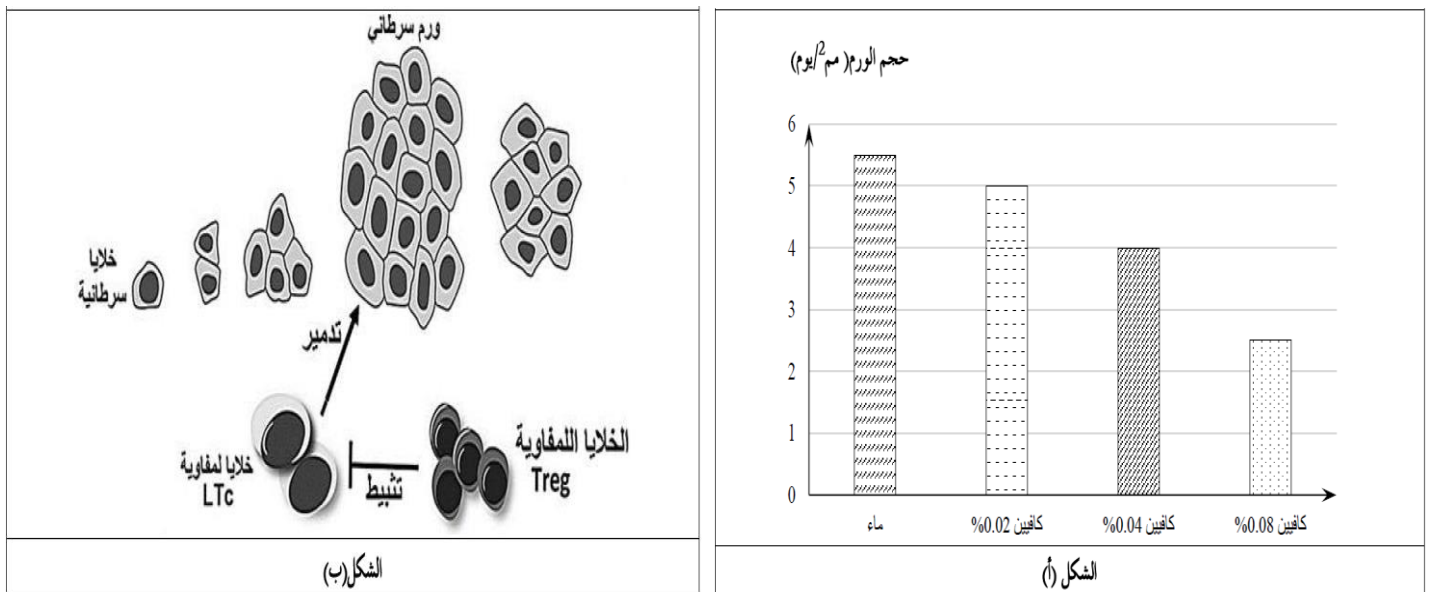 حجم الورم( مم2/يوم)
6
5
4
3
2
1
0
ماء
كافيين 0.02%
كافيين 0.04%
كافيين 0.08%
الشكل (أ)
ورم سرطاني
خلايا
سرطانية
تدمير
الخلايا اللمفاوية
Treg
تثبيط
خلايا لمفاوية
LTc
الشكل(ب)